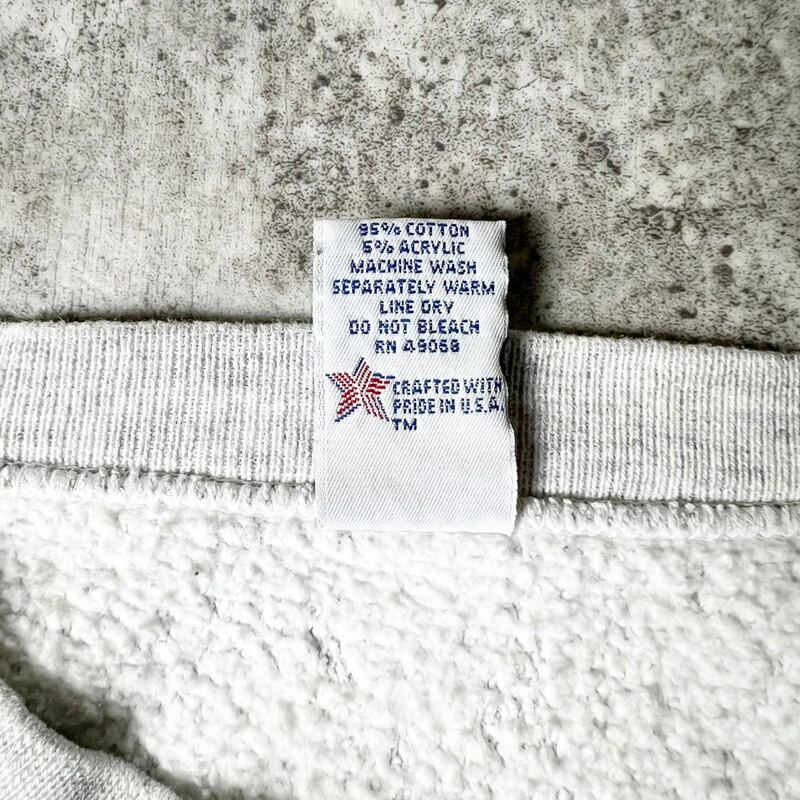 95% COTTON
5% ACRYLIC
MACHINE WASH
SEPARATELY WARM
LINE DRY
DO NOT BLEACH
RN 49068
CRAFTED WITH
PRIDE IN U.S.A.
TM